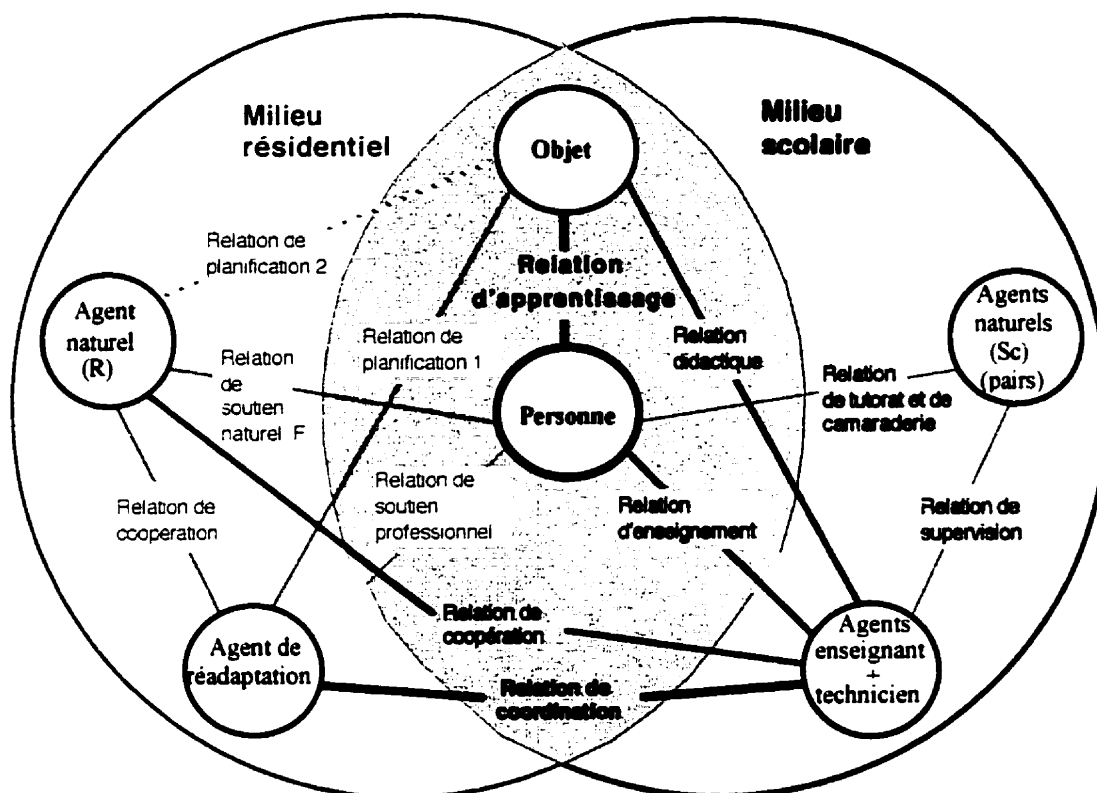 Milieu
résidentiel
Milieu
scolaire
Objet
Relation de
planification 2
Relation
d'apprentissage
Agent
naturel
(R)
Agents
naturels
(Sc)
(pairs)
Relation de
planification 1
Relation
didactique
Relation
de
soutien
naturel F
Personne
Relation
de tutorat et de
camaraderie
Relation de
cooperation
Relation de
soutien
professionnel
Relation
d'enseignement
Relation de
supervision
Relation de
coopération
Agent de
réadaptation
Agents
enseignant
+
technicien
Relation de
coordination